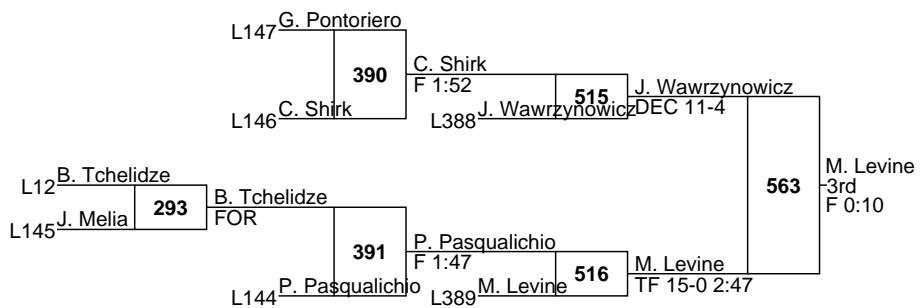 G. Pontoriero
L147
390
C. Shirk
F 1:52
J. Wawrzynowicz
DEC 11-4
515
C. Shirk
L146
J. Wawrzynowicz
L388
B. Tchelidze
L12
M. Levine
3rd
F 0:10
563
B. Tchelidze
FOR
293
J. Melia
L145
P. Pasqualichio
F 1:47
391
M. Levine
TF 15-0 2:47
516
P. Pasqualichio
L144
M. Levine
L389